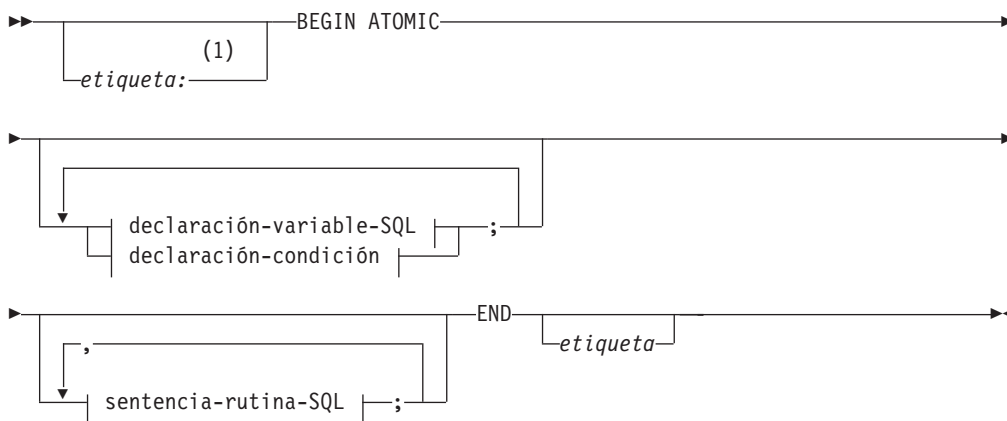 BEGIN ATOMIC
(1)
etiqueta:
declaración-variable-SQL ;
declaración-condición
END
etiqueta
,
sentencia-rutina-SQL ;